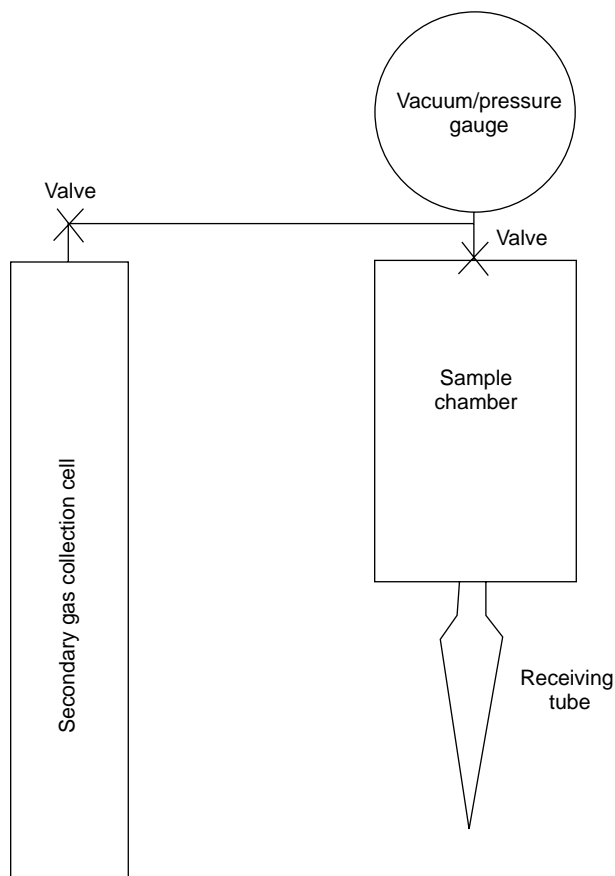 Vacuum/pressure
gauge
Valve
Valve
Sample
chamber
Secondary gas collection cell
Receiving
tube